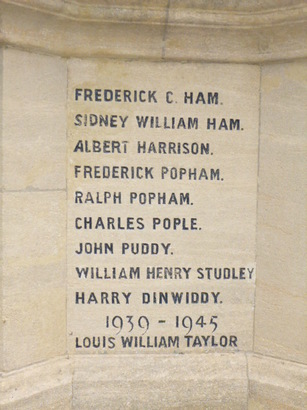 FREDERICK C. HAM.
SIDNEY WILLIAM HAM.
ALBERT HARRISON.
FREDERICK POPHAM.
RALPH POPHAM.
CHARLES POPLE.
JOHN PUDDY.
WILLIAM HENRY STUDLEY
HARRY DINWIDDY.
1939 - 1945
LOUIS WILLIAM TAYLOR